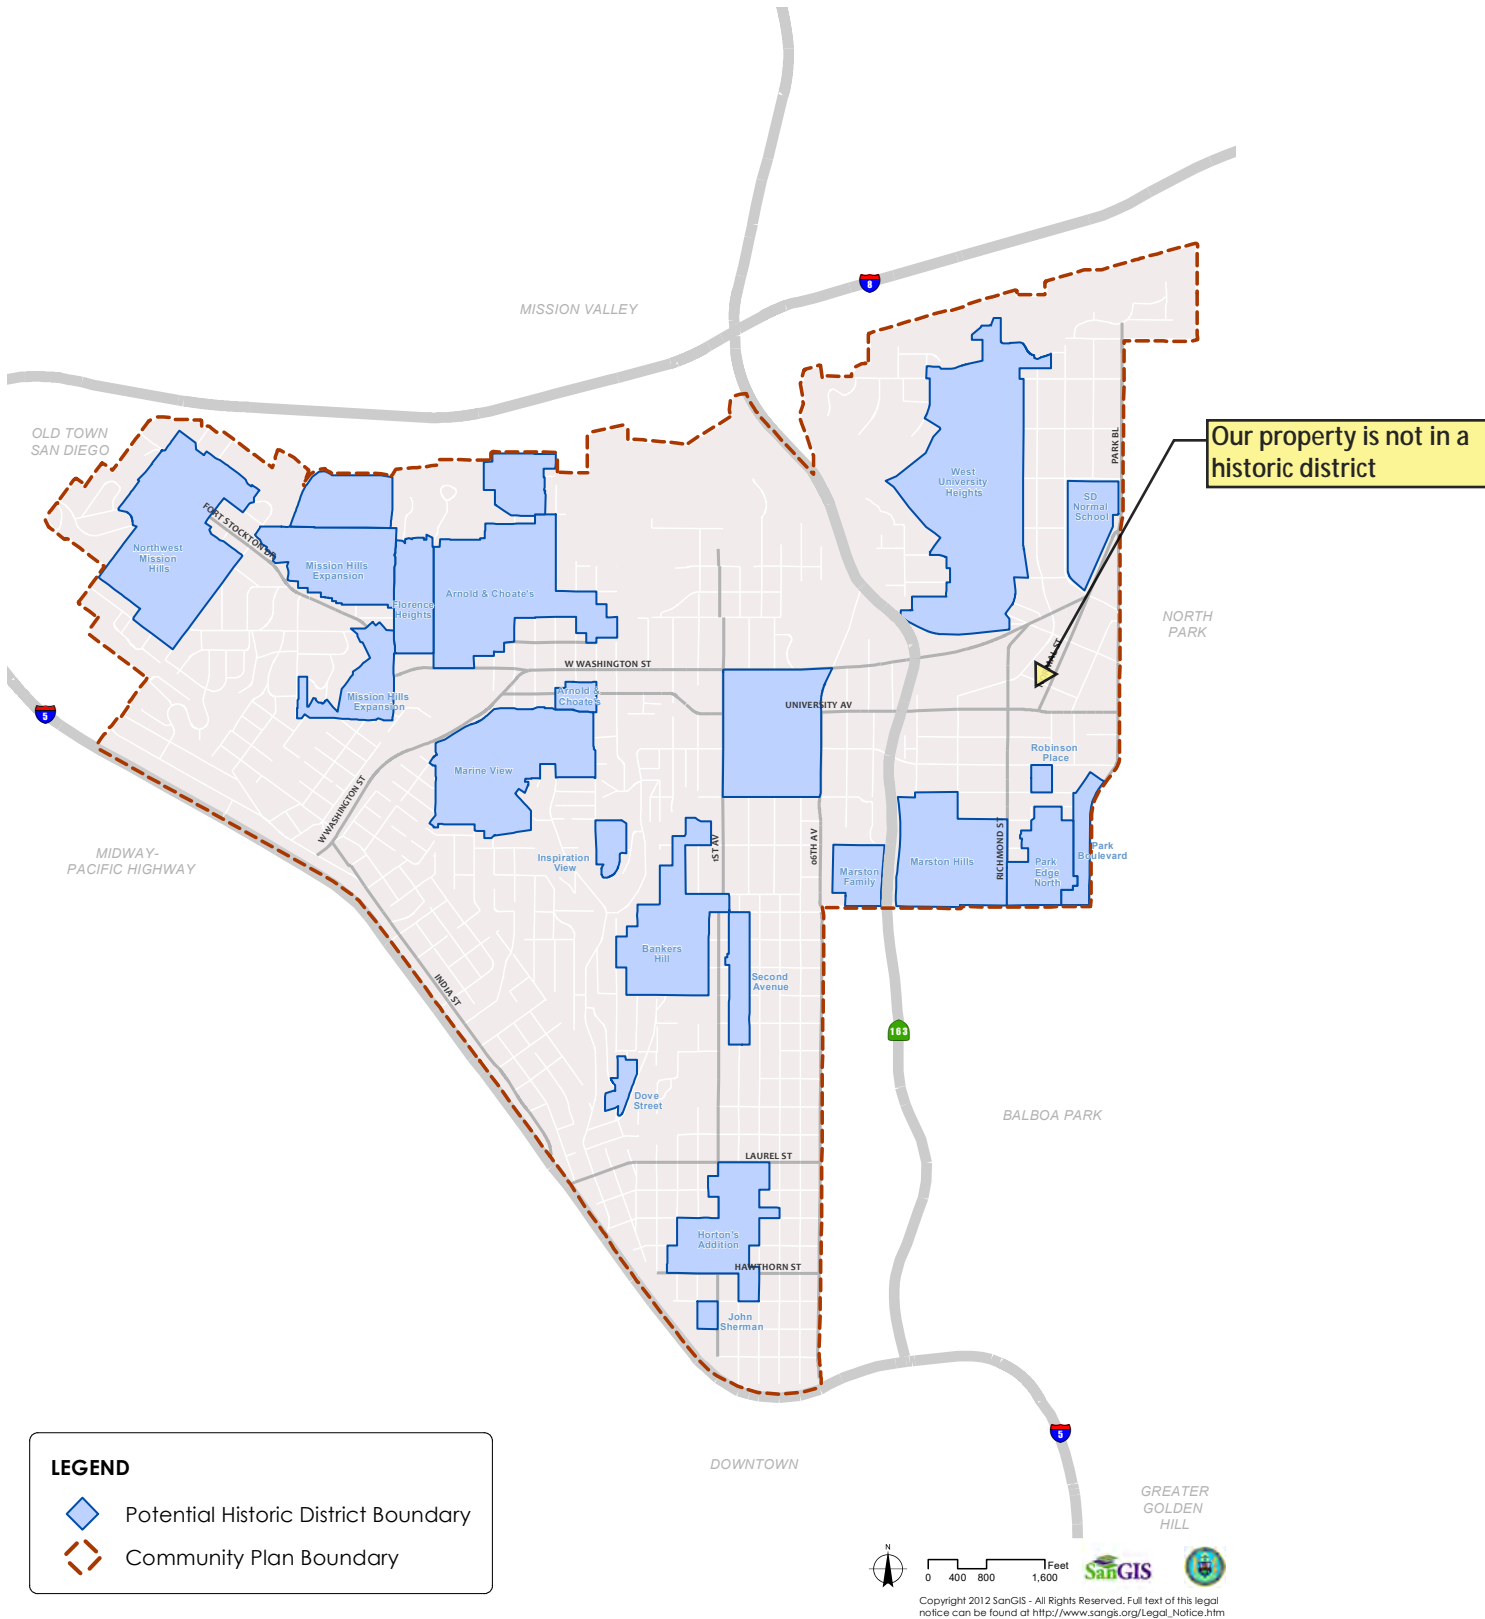 8
MISSION VALLEY
OLD TOWN
SAN DIEGO
Our property is not in a
historic district
PARK BL
West
University
Heights
SD
Normal
School
FORT STOCKTON DR
Northwest
Mission
Hills
Mission Hills
Expansion
Florence
Heights
Arnold & Choate's
NORTH
PARK
W WASHINGTON ST
Mission Hills
Expansion
Arnold &
Choate's
UNIVERSITY AV
5
Robinson
Place
Marine View
W WASHINGTON ST
MIDWAY-
PACIFIC HIGHWAY
Inspiration
View
1ST AV
06TH AV
Marston
Family
Marston Hills
RICHMOND ST
Park
Edge
North
Park
Boulevard
Bankers
Hill
Second
Avenue
INDIA ST
163
Dove
Street
BALBOA PARK
LAUREL ST
Horton's
Addition
HAWTHORN ST
John
Sherman
5
DOWNTOWN
GREATER
GOLDEN
HILL
LEGEND
Potential Historic District Boundary
Community Plan Boundary
N
Feet
0 400 800 1,600
SanGIS
Copyright 2012 SanGIS - All Rights Reserved. Full text of this legal
notice can be found at http://www.sangis.org/Legal_Notice.htm